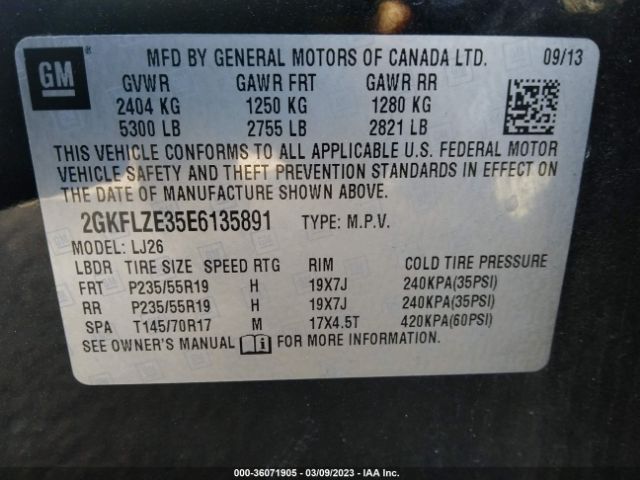 GM
MFD BY GENERAL MOTORS OF CANADA LTD. 09/13
GVWR GAWR FRT GAWR RR
2404 KG 1250 KG 1280 KG
5300 LB 2755 LB 2821 LB
THIS VEHICLE CONFORMS TO ALL APPLICABLE U.S. FEDERAL MOTOR
VEHICLE SAFETY AND THEFT PREVENTION STANDARDS IN EFFECT ON
THE DATE OF MANUFACTURE SHOWN ABOVE.
2GKFLZE35E6135891 TYPE: M.P.V.
MODEL: LJ26
LBDR TIRE SIZE SPEED RTG RIM COLD TIRE PRESSURE
FRT P235/55R19 H 19X7J 240KPA(35PSI)
RR P235/55R19 H 19X7J 240KPA(35PSI)
SPA T145/70R17 M 17X4.5T 420KPA(60PSI)
SEE OWNER'S MANUAL FOR MORE INFORMATION.
000-36071905 - 03/09/2023 - IAA Inc.